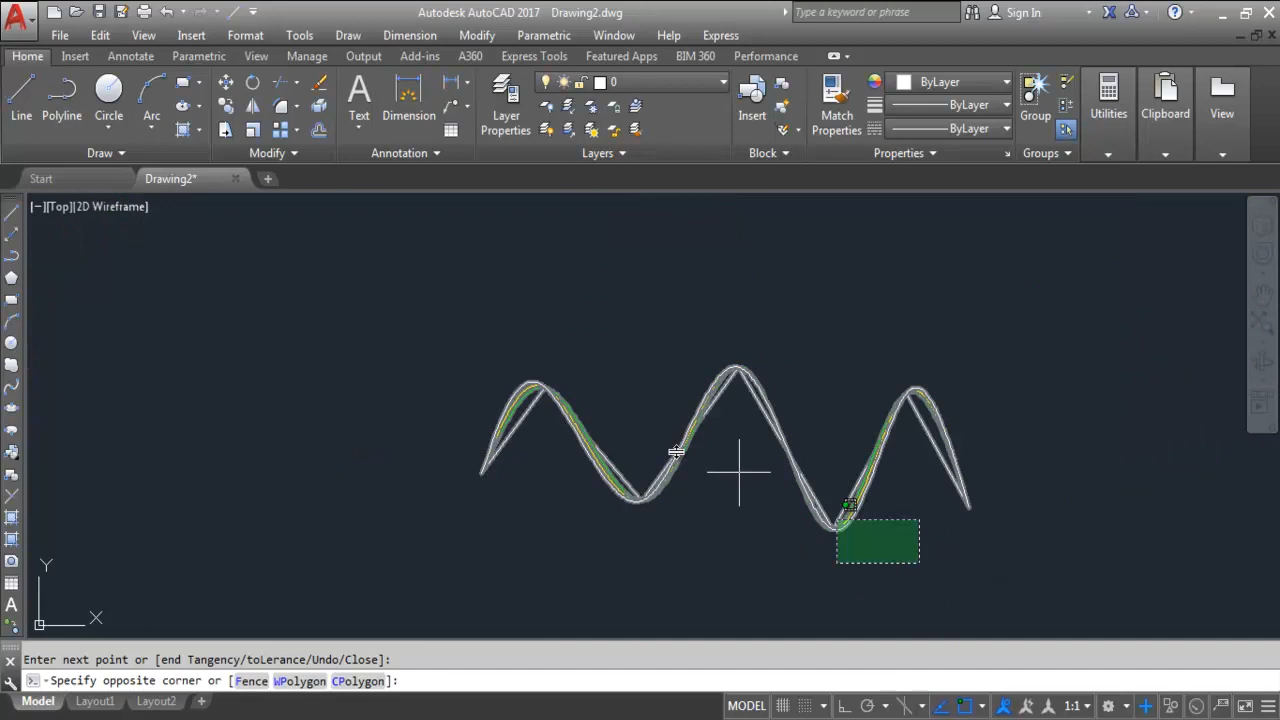 Autodesk AutoCAD 2017 Drawing2.dwg
Type a keyword or phrase
Sign In
File Edit View Insert Format Tools Draw Dimension Modify Parametric Window Help Express
Home Insert Annotate Parametric View Manage Output Add-ins A360 Express Tools Featured Apps BIM 360 Performance
0
ByLayer
ByLayer
ByLayer
Line Polyline Circle Arc
Text Dimension
Layer Properties
Insert
Match Properties
Group
Utilities Clipboard View
Draw Modify Annotation Layers Block Properties Groups
Start Drawing2*
[−][Top][2D Wireframe]
Y
X
A
Enter next point or [end Tangency/toLerance/Undo/Close]:
Specify opposite corner or [Fence WPolygon CPolygon]:
Model Layout1 Layout2 +
MODEL 1:1